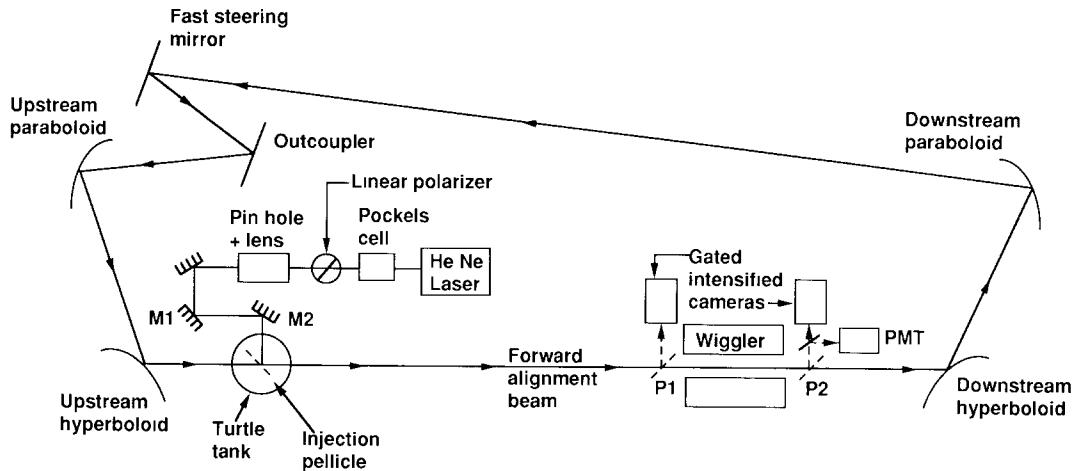 Fast steering
mirror
Upstream
paraboloid
Outcoupler
Downstream
paraboloid
Linear polarizer
Pin hole
+ lens
Pockels
cell
He Ne
Laser
Gated
intensified
cameras
M1
M2
Wiggler
PMT
Forward
alignment
beam
P1
P2
Upstream
hyperboloid
Turtle
tank
Injection
pellicle
Downstream
hyperboloid